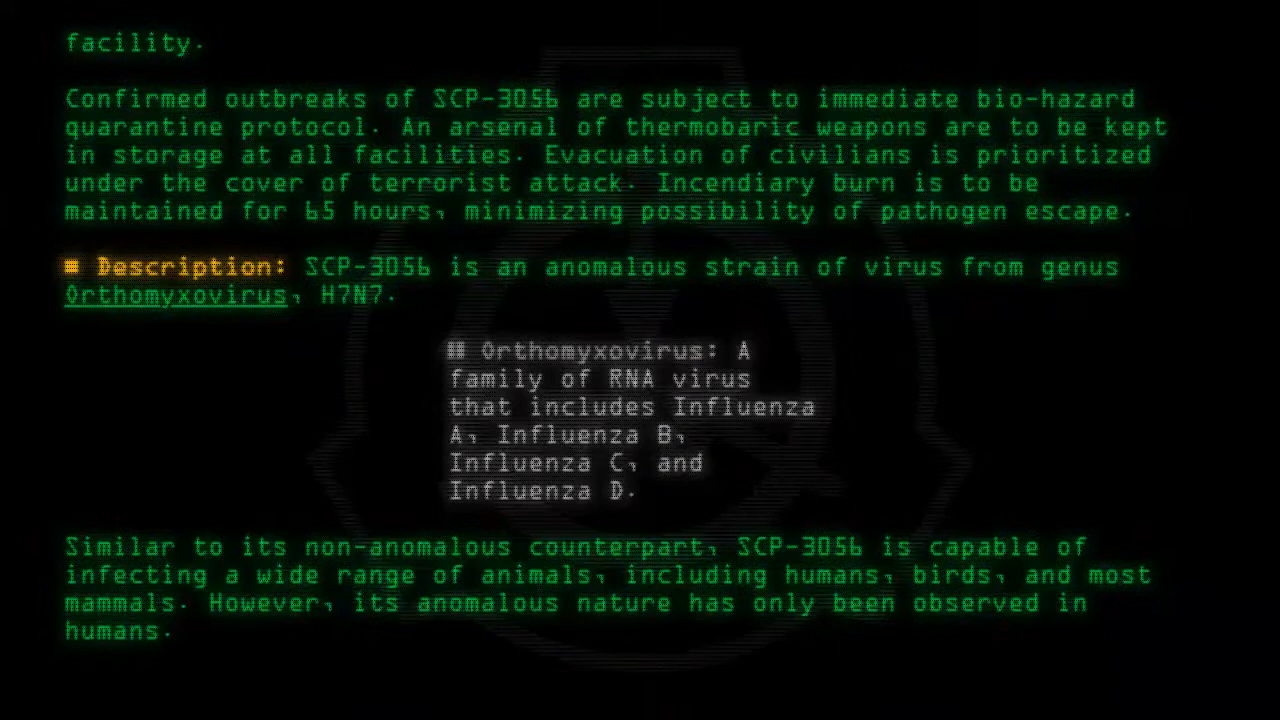 facility.
Confirmed outbreaks of SCP-3056 are subject to immediate bio-hazard
quarantine protocol. An arsenal of thermobaric weapons are to be kept
in storage at all facilities. Evacuation of civilians is prioritized
under the cover of terrorist attack. Incendiary burn is to be
maintained for 65 hours, minimizing possibility of pathogen escape.
■ Description: SCP-3056 is an anomalous strain of virus from genus
Orthomyxovirus, H7N7.
■ Orthomyxovirus: A
family of RNA virus
that includes Influenza
A, Influenza B,
Influenza C, and
Influenza D.
Similar to its non-anomalous counterpart, SCP-3056 is capable of
infecting a wide range of animals, including humans, birds, and most
mammals. However, its anomalous nature has only been observed in
humans.